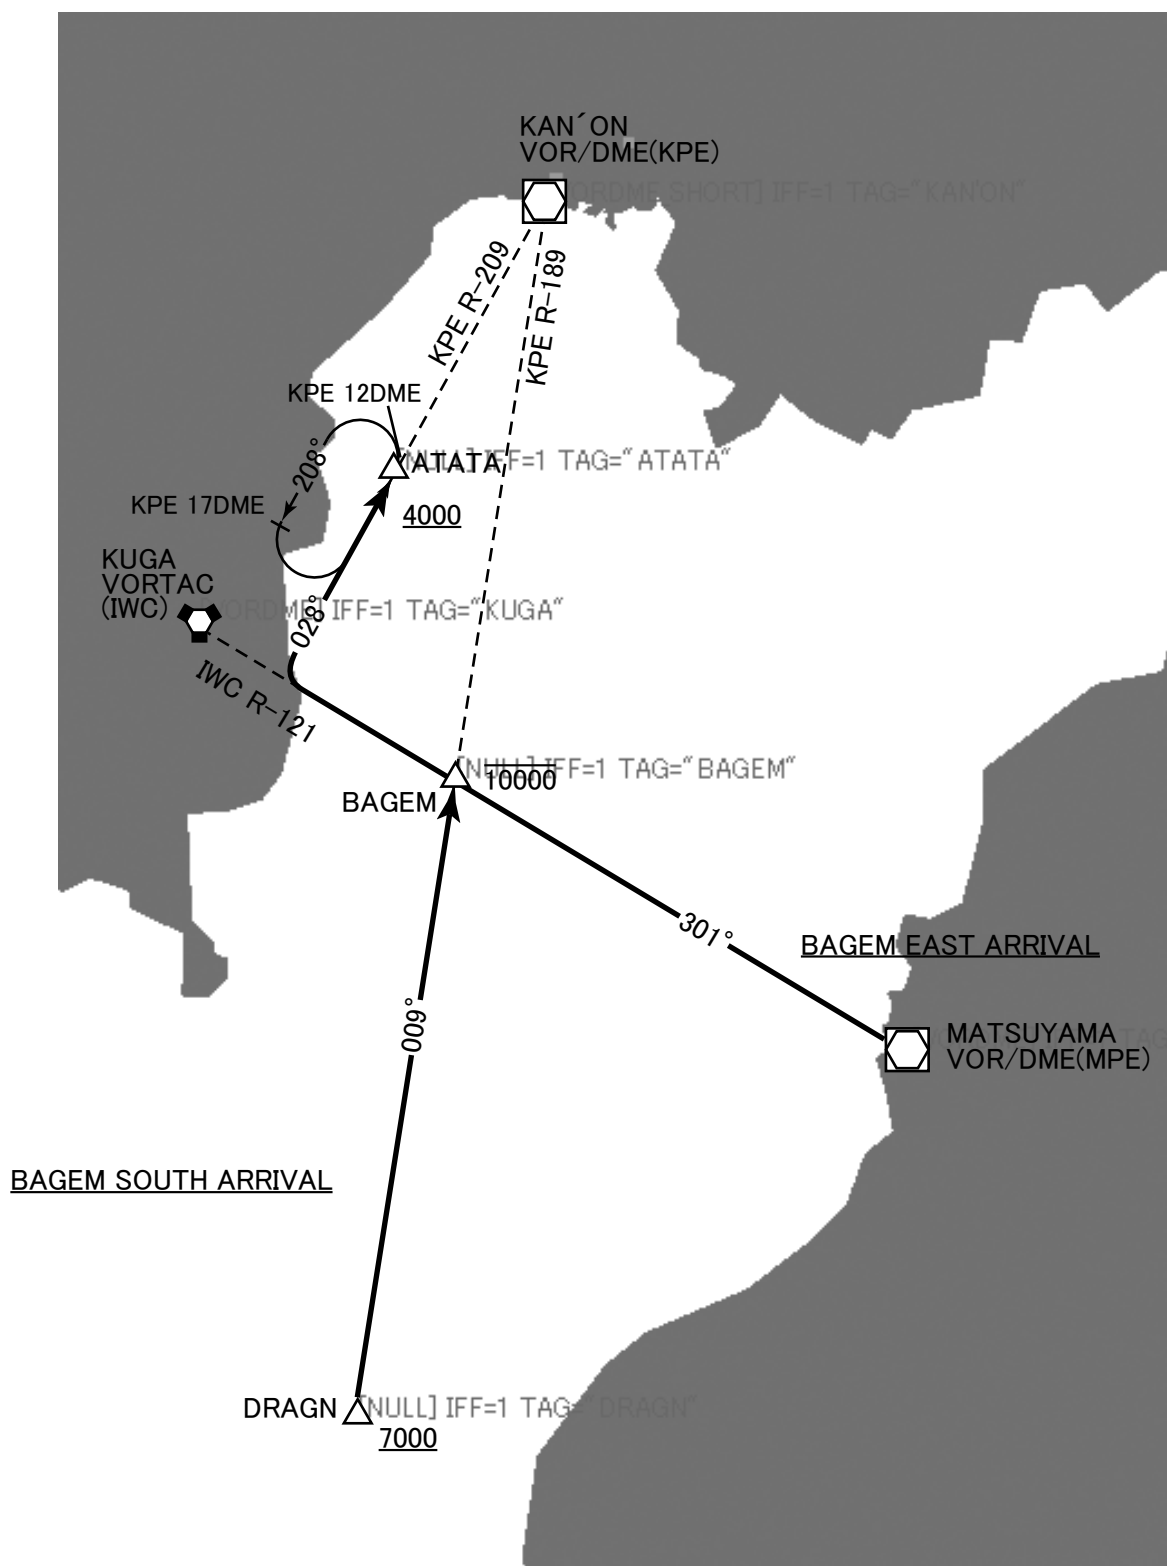 KAN´ON
VOR/DME(KPE)
ORDME SHORT] IFF=1 TAG="KAN'ON"
KPE R-209
KPE R-189
KPE 12DME
[NULL] IFF=1 TAG="ATATA"
ATATA
208°
4000
KPE 17DME
KUGA
VORTAC
(IWC)
VORDME] IFF=1 TAG="KUGA"
028°
IWC R-121
[NULL] IFF=1 TAG="BAGEM"
10000
BAGEM
301°
BAGEM EAST ARRIVAL
009°
MATSUYAMA
VOR/DME(MPE)
TAG
BAGEM SOUTH ARRIVAL
DRAGN
[NULL] IFF=1 TAG="DRAGN"
7000